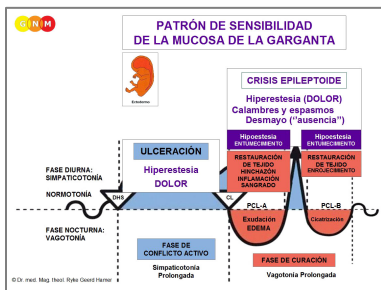 GNM
PATRÓN DE SENSIBILIDAD
DE LA MUCOSA DE LA GARGANTA
Ectodermo
CRISIS EPILEPTOIDE
Hiperestesia (DOLOR)
Calambres y espasmos
Desmayo ("ausencia")
Hipoestesia
ENTUMECIMIENTO
Hipoestesia
ENTUMECIMIENTO
ULCERACIÓN
Hiperestesia
DOLOR
RESTAURACIÓN
DE TEJIDO
HINCHAZÓN
INFLAMACIÓN
SANGRADO
RESTAURACIÓN
DE TEJIDO
ENROJECIMIENTO
FASE DIURNA:
SIMPATICOTONÍA
NORMOTONÍA
DHS
CL
PCL-A
PCL-B
FASE NOCTURNA:
VAGOTONÍA
Exudación
EDEMA
Cicatrización
FASE DE
CONFLICTO ACTIVO
FASE DE CURACIÓN
Simpaticotonía
Prolongada
Vagotonía Prolongada
© Dr. med. Mag. theol. Ryke Geerd Hamer